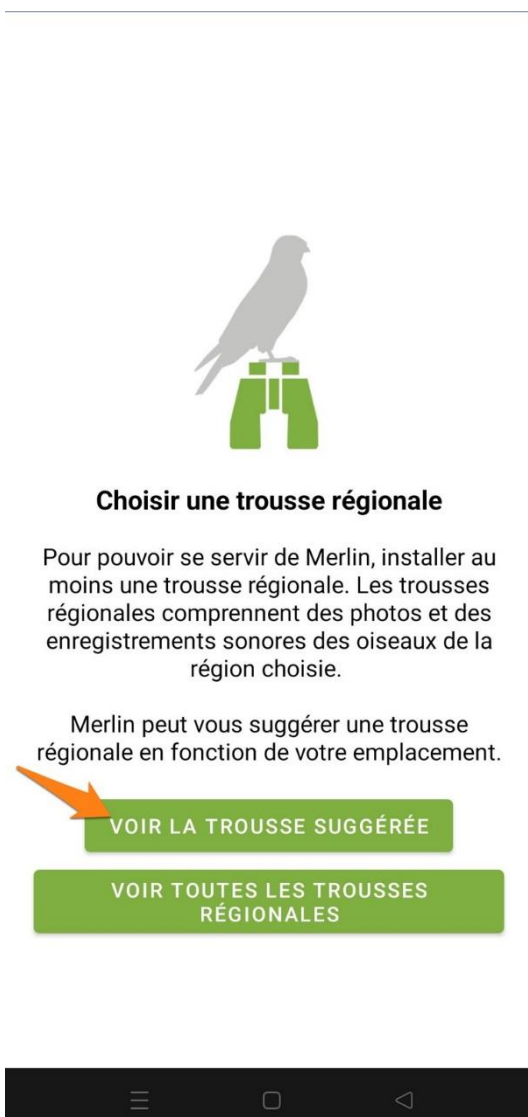 Choisir une trousse régionale
Pour pouvoir se servir de Merlin, installer au
moins une trousse régionale. Les trousses
régionales comprennent des photos et des
enregistrements sonores des oiseaux de la
région choisie.
Merlin peut vous suggérer une trousse
régionale en fonction de votre emplacement.
VOIR LA TROUSSE SUGGÉRÉE
VOIR TOUTES LES TROUSSES
RÉGIONALES